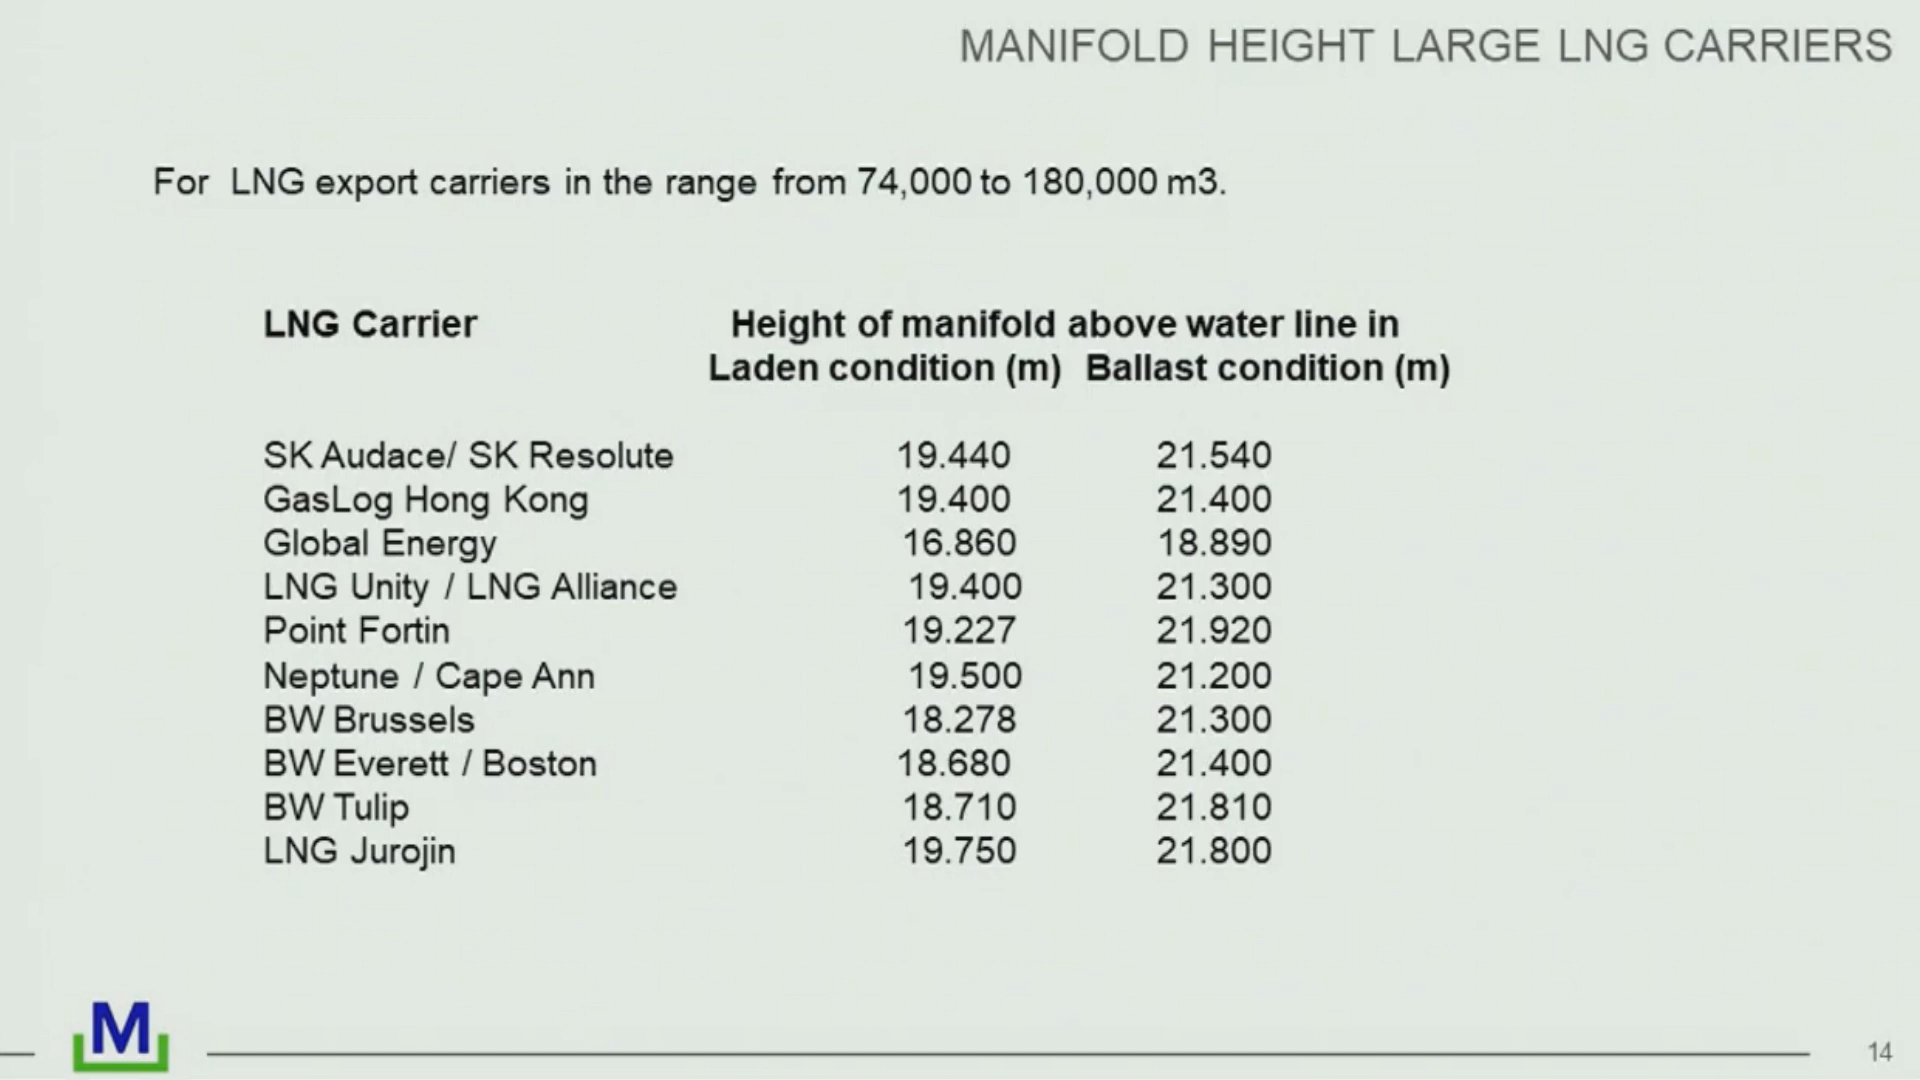 MANIFOLD HEIGHT LARGE LNG CARRIERS
For LNG export carriers in the range from 74,000 to 180,000 m3.
LNG Carrier Height of manifold above water line in
Laden condition (m) Ballast condition (m)
SK Audace/ SK Resolute 19.440 21.540
GasLog Hong Kong 19.400 21.400
Global Energy 16.860 18.890
LNG Unity / LNG Alliance 19.400 21.300
Point Fortin 19.227 21.920
Neptune / Cape Ann 19.500 21.200
BW Brussels 18.278 21.300
BW Everett / Boston 18.680 21.400
BW Tulip 18.710 21.810
LNG Jurojin 19.750 21.800
M
14